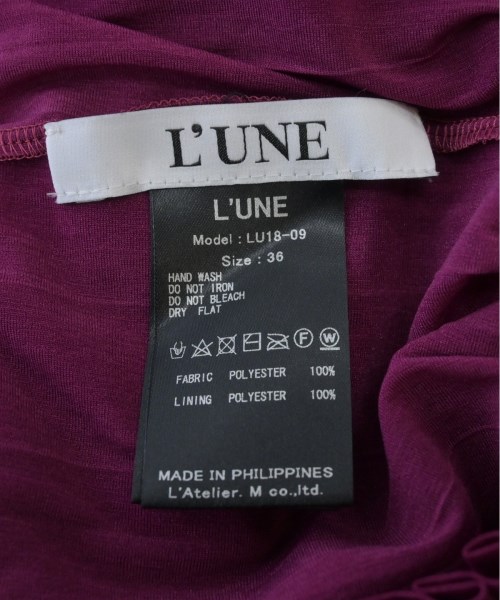 L'UNE
L'UNE
Model : LU18-09
Size : 36
HAND WASH
DO NOT IRON
DO NOT BLEACH
DRY FLAT
F W
FABRIC POLYESTER 100%
LINING POLYESTER 100%
MADE IN PHILIPPINES
L'Atelier. M co.,ltd.